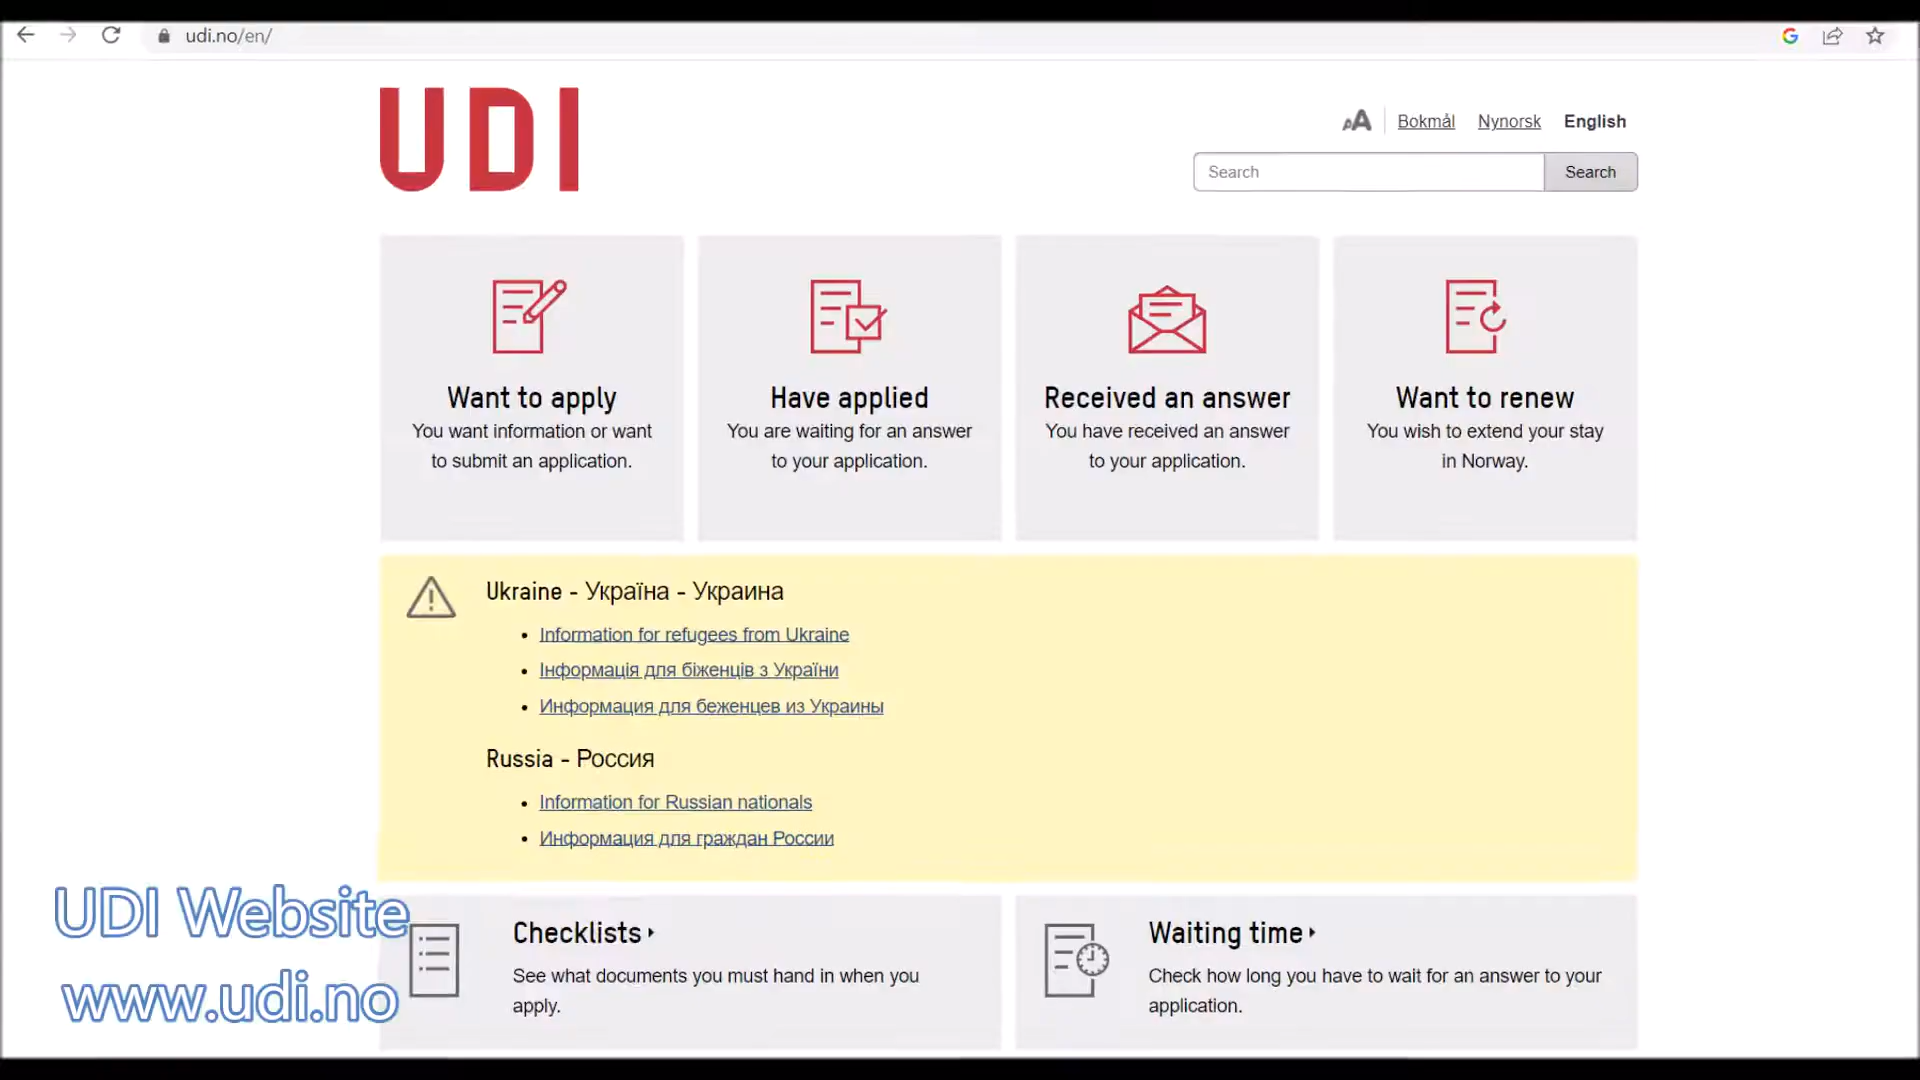 udi.no/en/
UDI
AA
Bokmål Nynorsk English
Search Search
Want to apply
You want information or want
to submit an application.
Have applied
You are waiting for an answer
to your application.
Received an answer
You have received an answer
to your application.
Want to renew
You wish to extend your stay
in Norway.
Ukraine - Україна - Украина
Information for refugees from Ukraine
Інформація для біженців з України
Информация для беженцев из Украины
Russia - Россия
Information for Russian nationals
Информация для граждан России
Checklists
See what documents you must hand in when you
apply.
Waiting time
Check how long you have to wait for an answer to your
application.
UDI Website
www.udi.no